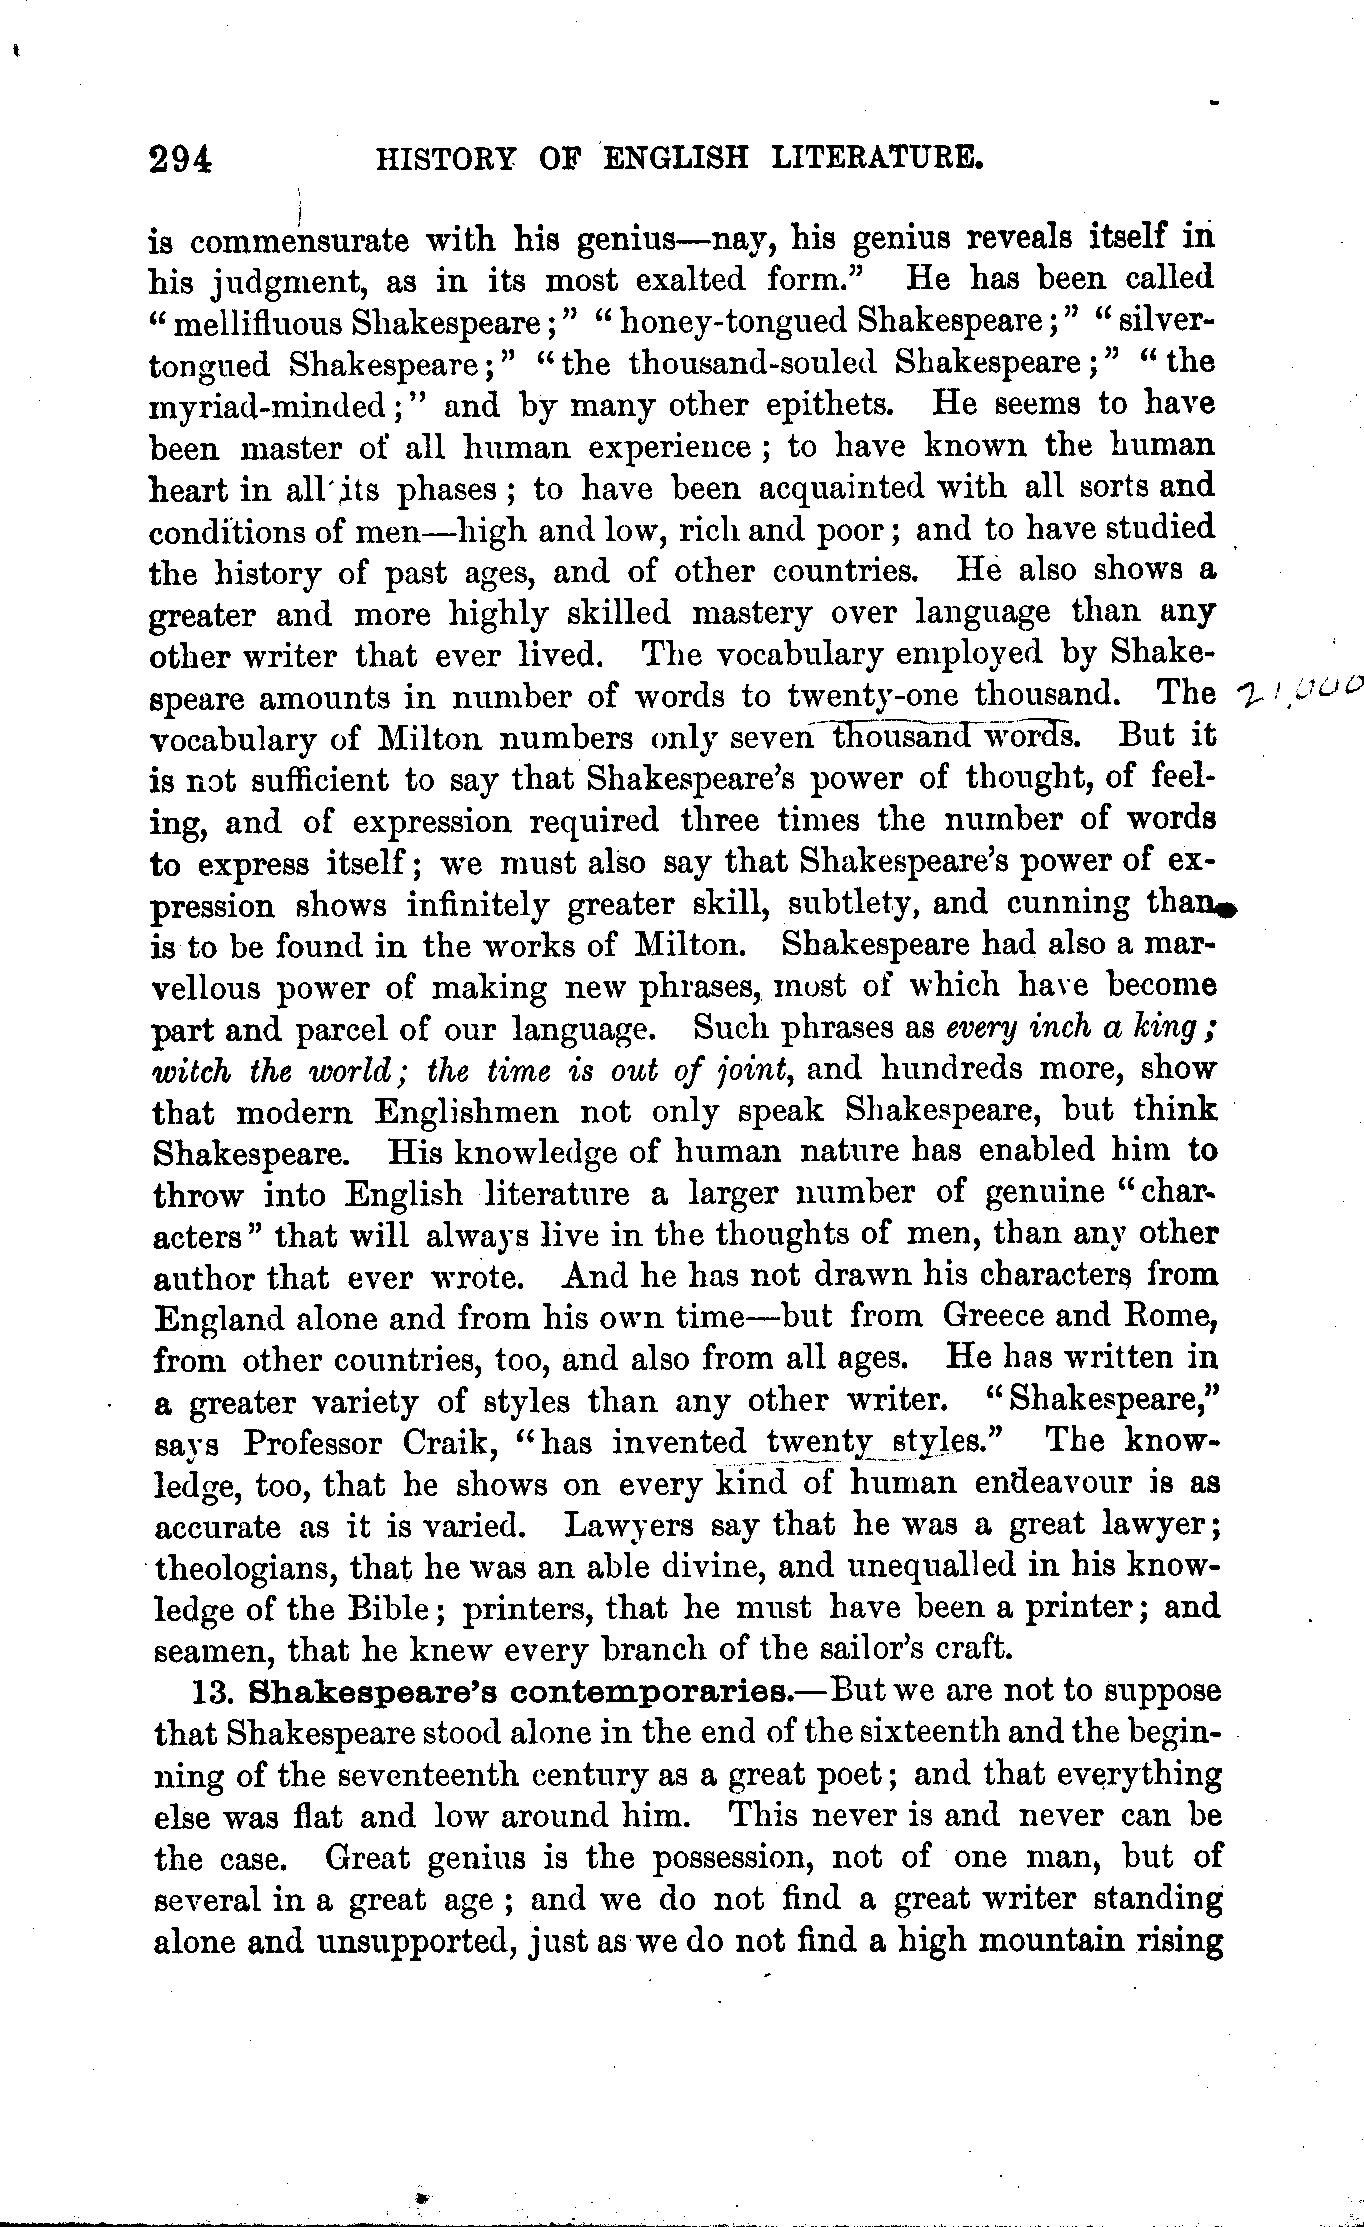 294 HISTORY OF ENGLISH LITERATURE.
is commensurate with his genius—nay, his genius reveals itself in
his judgment, as in its most exalted form.” He has been called
“mellifluous Shakespeare;” “honey-tongued Shakespeare;” “silver-
tongued Shakespeare;” “the thousand-souled Shakespeare;” “the
myriad-minded;” and by many other epithets. He seems to have
been master of all human experience; to have known the human
heart in all its phases; to have been acquainted with all sorts and
conditions of men—high and low, rich and poor; and to have studied
the history of past ages, and of other countries. He also shows a
greater and more highly skilled mastery over language than any
other writer that ever lived. The vocabulary employed by Shake-
speare amounts in number of words to twenty-one thousand. The 21,000
vocabulary of Milton numbers only seven thousand words. But it
is not sufficient to say that Shakespeare’s power of thought, of feel-
ing, and of expression required three times the number of words
to express itself; we must also say that Shakespeare’s power of ex-
pression shows infinitely greater skill, subtlety, and cunning than
is to be found in the works of Milton. Shakespeare had also a mar-
vellous power of making new phrases, most of which have become
part and parcel of our language. Such phrases as every inch a king;
witch the world; the time is out of joint, and hundreds more, show
that modern Englishmen not only speak Shakespeare, but think
Shakespeare. His knowledge of human nature has enabled him to
throw into English literature a larger number of genuine “char-
acters” that will always live in the thoughts of men, than any other
author that ever wrote. And he has not drawn his characters from
England alone and from his own time—but from Greece and Rome,
from other countries, too, and also from all ages. He has written in
a greater variety of styles than any other writer. “Shakespeare,”
says Professor Craik, “has invented twenty styles.” The know-
ledge, too, that he shows on every kind of human endeavour is as
accurate as it is varied. Lawyers say that he was a great lawyer;
theologians, that he was an able divine, and unequalled in his know-
ledge of the Bible; printers, that he must have been a printer; and
seamen, that he knew every branch of the sailor’s craft.
13. Shakespeare’s contemporaries.—But we are not to suppose
that Shakespeare stood alone in the end of the sixteenth and the begin-
ning of the seventeenth century as a great poet; and that everything
else was flat and low around him. This never is and never can be
the case. Great genius is the possession, not of one man, but of
several in a great age; and we do not find a great writer standing
alone and unsupported, just as we do not find a high mountain rising